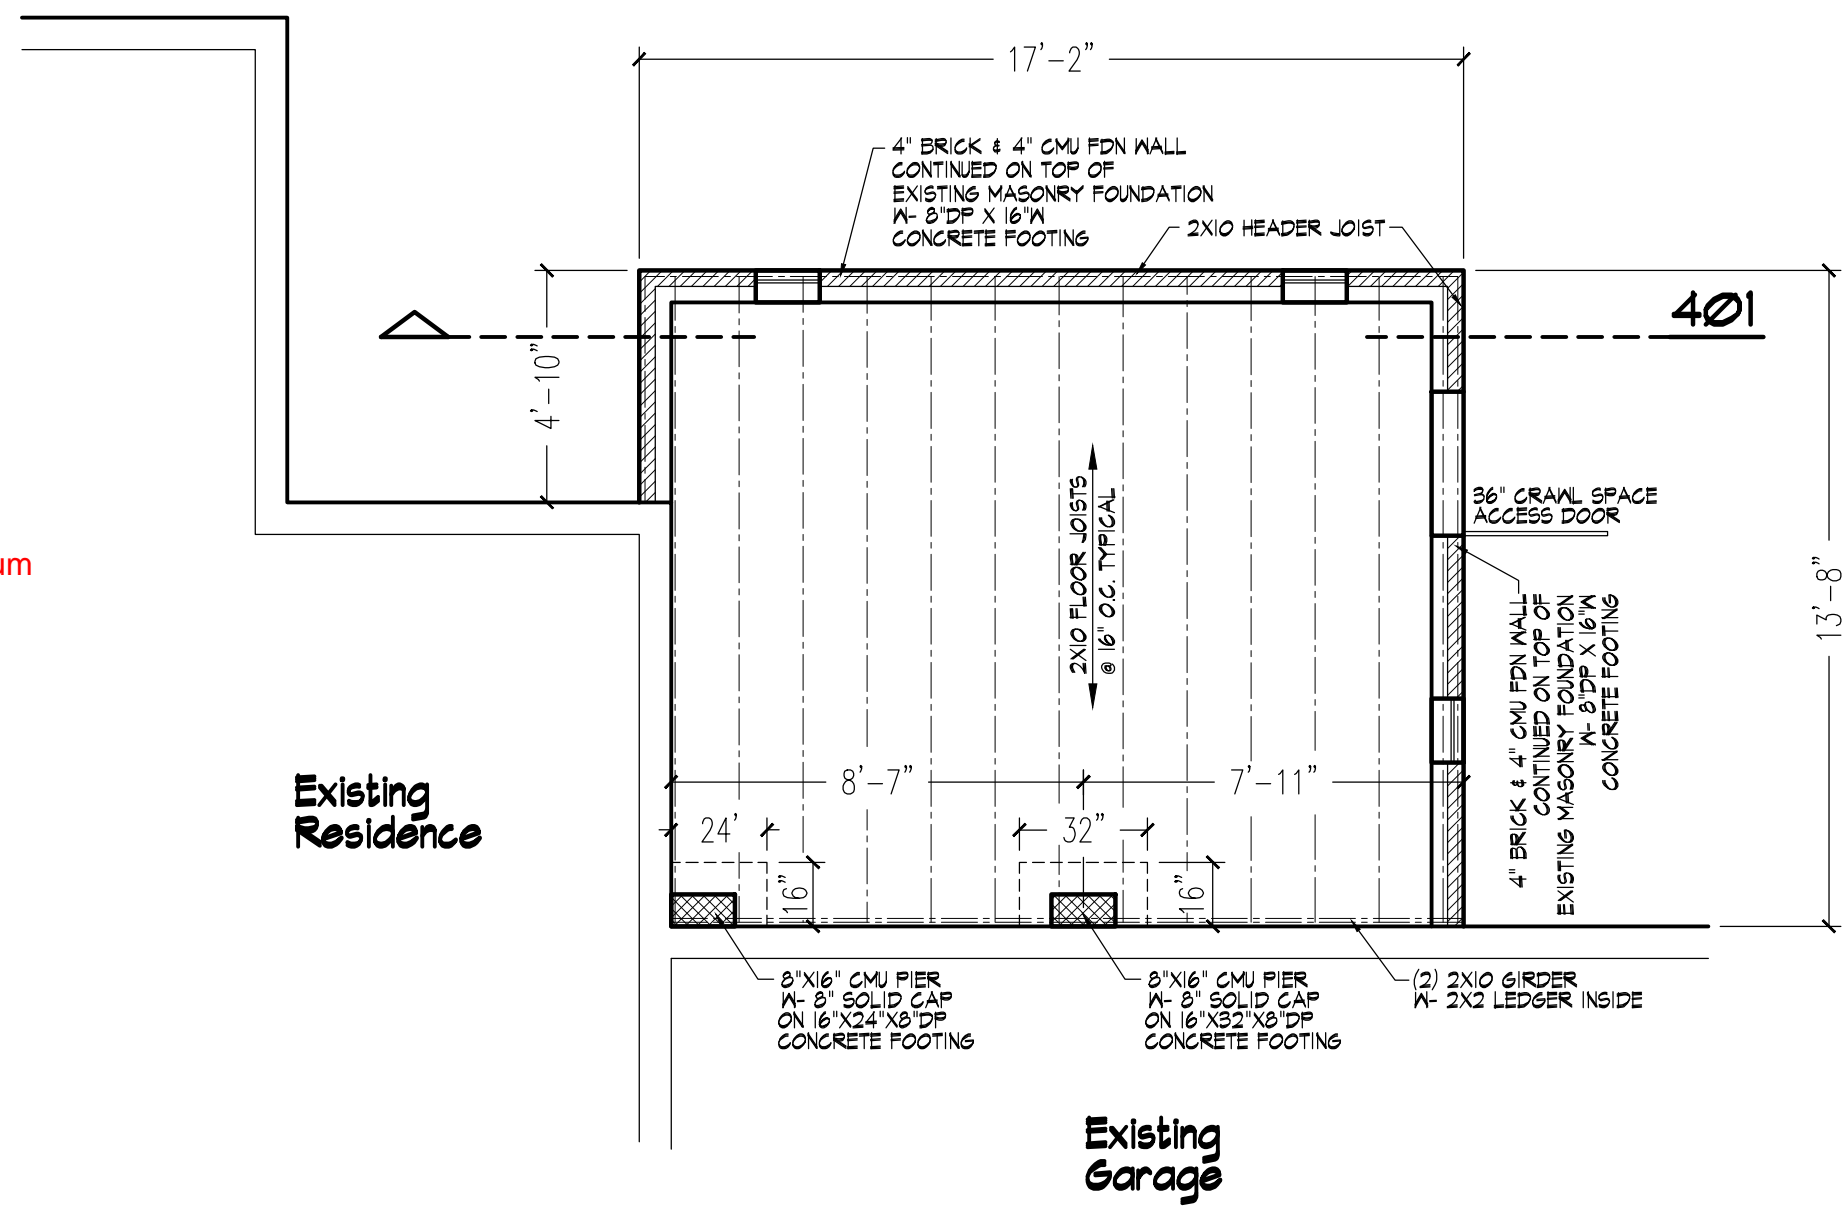 17'-2"
4" BRICK & 4" CMU FDN WALL
CONTINUED ON TOP OF
EXISTING MASONRY FOUNDATION
W- 8"DP X 16"W
CONCRETE FOOTING
2X10 HEADER JOIST
401
4'-10"
36" CRAWL SPACE
ACCESS DOOR
2X10 FLOOR JOISTS
@ 16" O.C. TYPICAL
um
13'-8"
4" BRICK & 4" CMU FDN WALL
CONTINUED ON TOP OF
EXISTING MASONRY FOUNDATION
W- 8"DP X 16"W
CONCRETE FOOTING
8'-7"
7'-11"
Existing
Residence
24'
32"
16"
16"
8"X16" CMU PIER
W- 8" SOLID CAP
ON 16"X24"X8"DP
CONCRETE FOOTING
8"X16" CMU PIER
W- 8" SOLID CAP
ON 16"X32"X8"DP
CONCRETE FOOTING
(2) 2X10 GIRDER
W- 2X2 LEDGER INSIDE
Existing
Garage